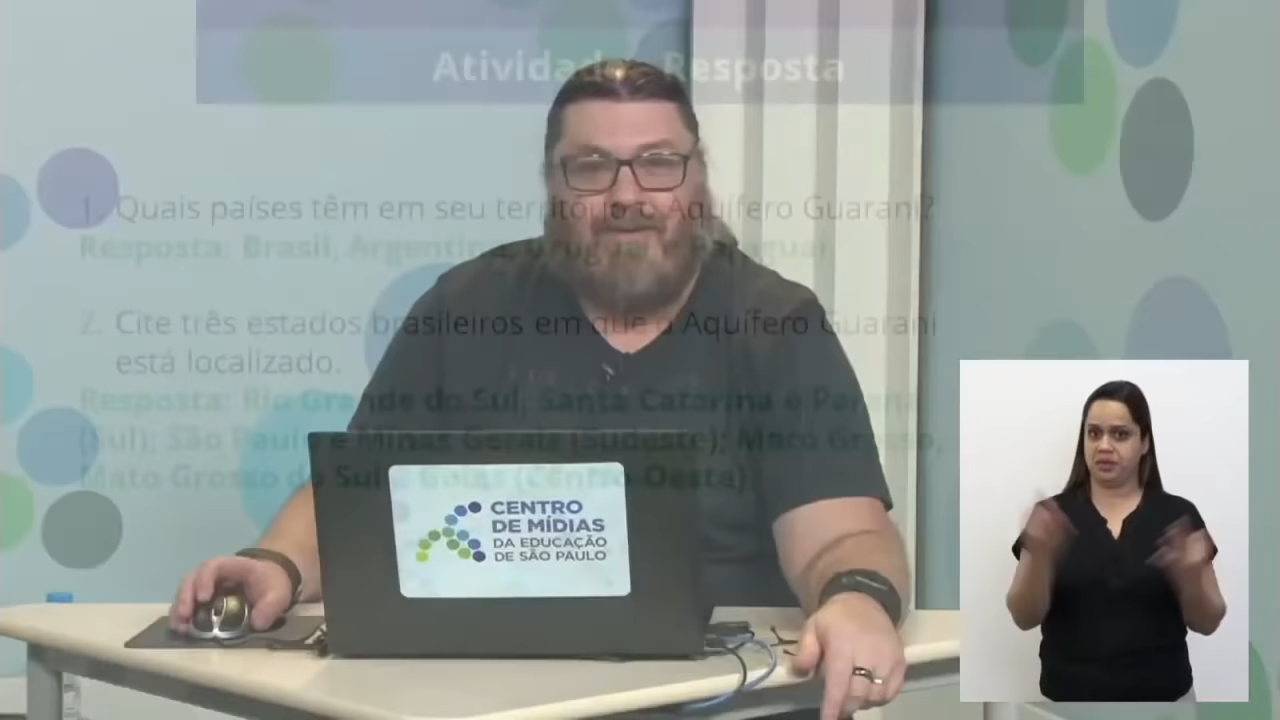 Atividade Resposta
1. Quais países têm em seu território o Aquífero Guarani?
Resposta: Brasil, Argentina, Uruguai e Paraguai
2. Cite três estados brasileiros em que o Aquífero Guarani
está localizado.
Resposta: Rio Grande do Sul, Santa Catarina e Paraná
(Sul); São Paulo e Minas Gerais (Sudeste); Mato Grosso,
Mato Grosso do Sul e Goiás (Centro-Oeste)
CENTRO
DE MÍDIAS
DA EDUCAÇÃO
DE SÃO PAULO